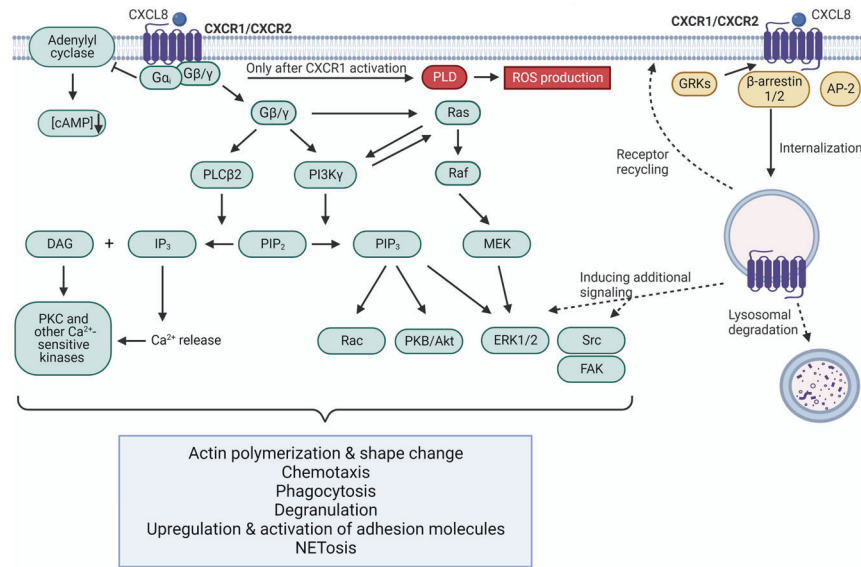 CXCL8
CXCR1/CXCR2
Adenylyl
cyclase
Gαi
Gβ/γ
[cAMP]
Only after CXCR1 activation
PLD
ROS production
Gβ/γ
Ras
PLCβ2
PI3Kγ
Raf
DAG
+
IP3
PIP2
PIP3
MEK
PKC and
other Ca2+-
sensitive
kinases
Ca2+ release
Rac
PKB/Akt
ERK1/2
Src
FAK
CXCR1/CXCR2
CXCL8
GRKs
β-arrestin
1/2
AP-2
Internalization
Receptor
recycling
Inducing additional
signaling
Lysosomal
degradation
Actin polymerization & shape change
Chemotaxis
Phagocytosis
Degranulation
Upregulation & activation of adhesion molecules
NETosis